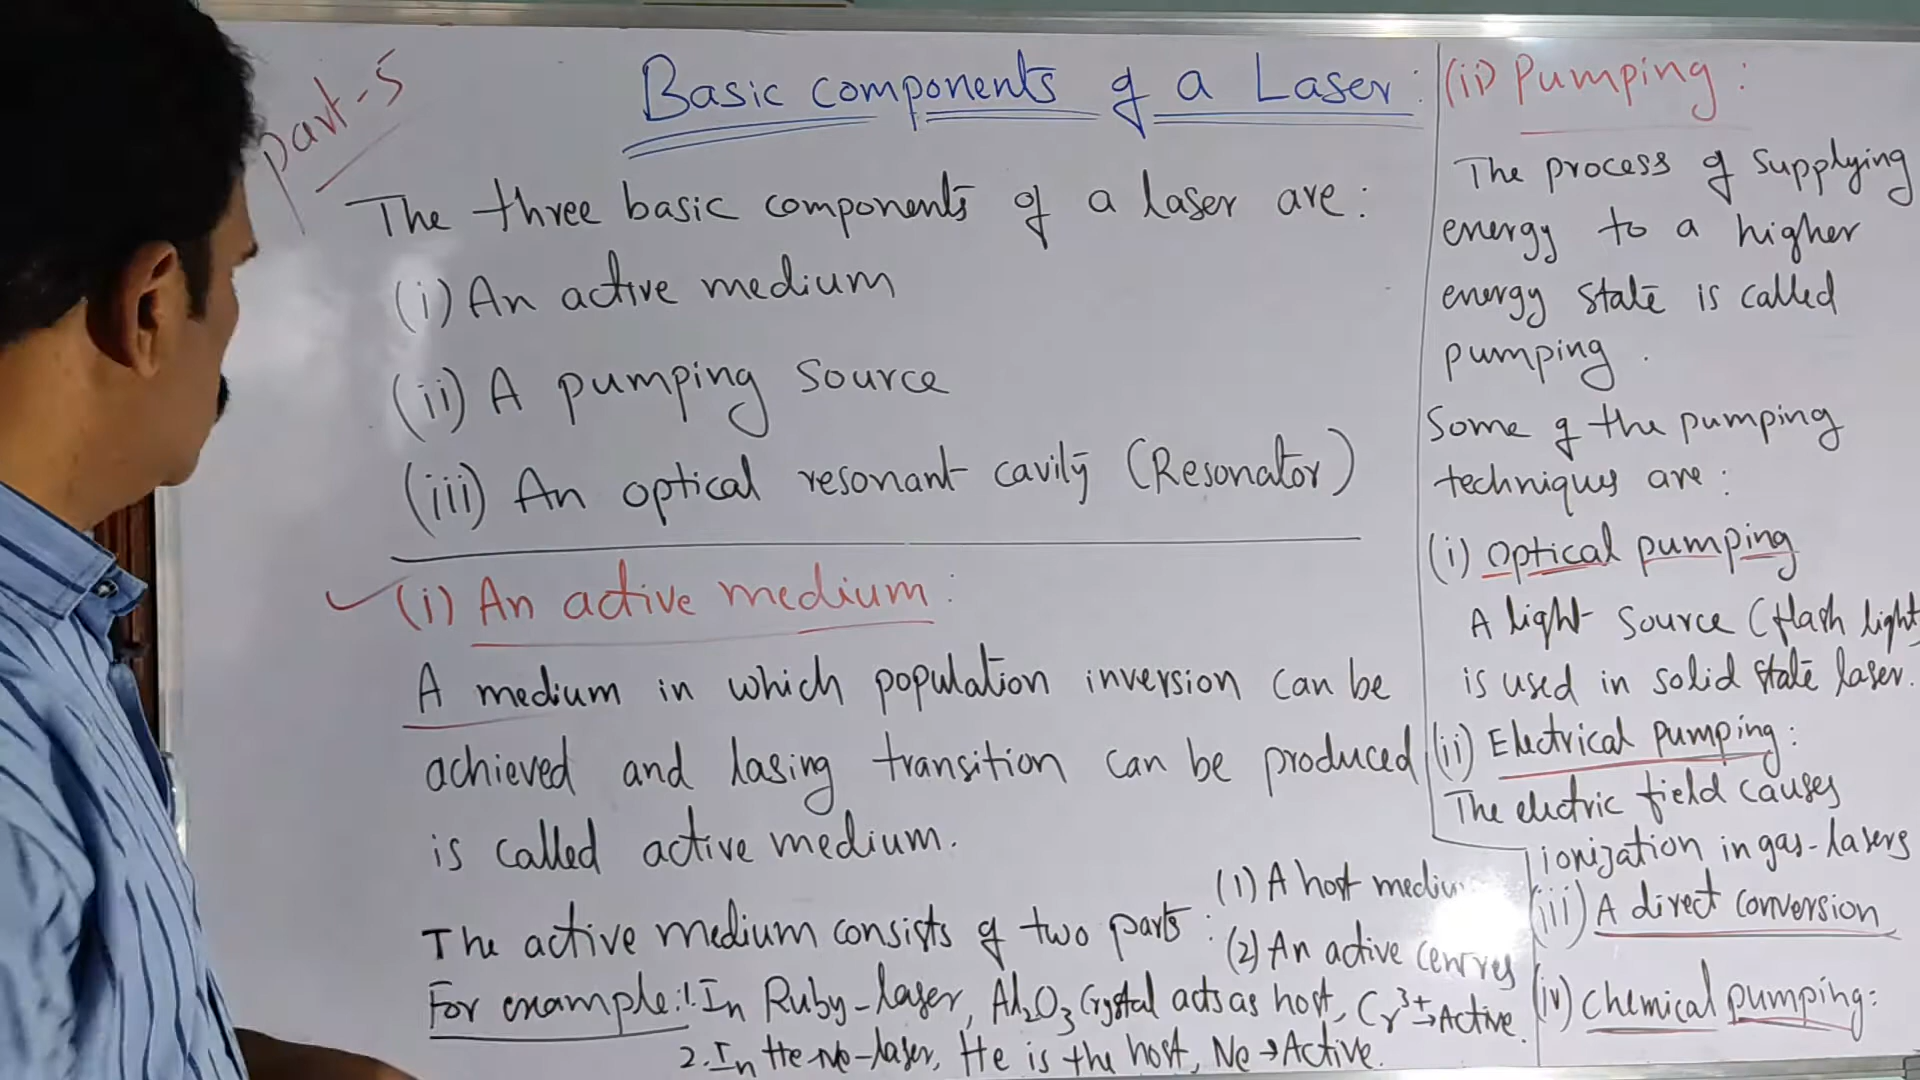 part-5
Basic components of a Laser:
The three basic components of a laser are:
(i) An active medium
(ii) A pumping source
(iii) An optical resonant cavity (Resonator)
(i) An active medium:
A medium in which population inversion can be
achieved and lasing transition can be produced
is called active medium.
The active medium consists of two parts:
(1) A host medium
(2) An active centres
For example: 1. In Ruby-laser, Al₂O₃ Crystal acts as host, Cr³⁺→Active.
2. In He-Ne-laser, He is the host, Ne→Active.
(ii) Pumping:
The process of supplying
energy to a higher
energy state is called
pumping.
Some of the pumping
techniques are:
(i) Optical pumping
A light source (flash light
is used in solid state laser.
(ii) Electrical pumping:
The electric field causes
ionization in gas-lasers
(iii) A direct conversion
(iv) Chemical pumping: